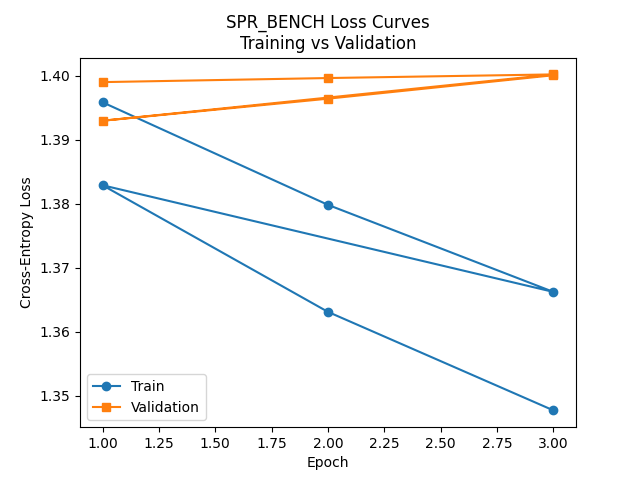 SPR_BENCH Loss Curves
Training vs Validation
Cross-Entropy Loss
1.40
1.39
1.38
1.37
1.36
1.35
Train
Validation
1.00 1.25 1.50 1.75 2.00 2.25 2.50 2.75 3.00
Epoch